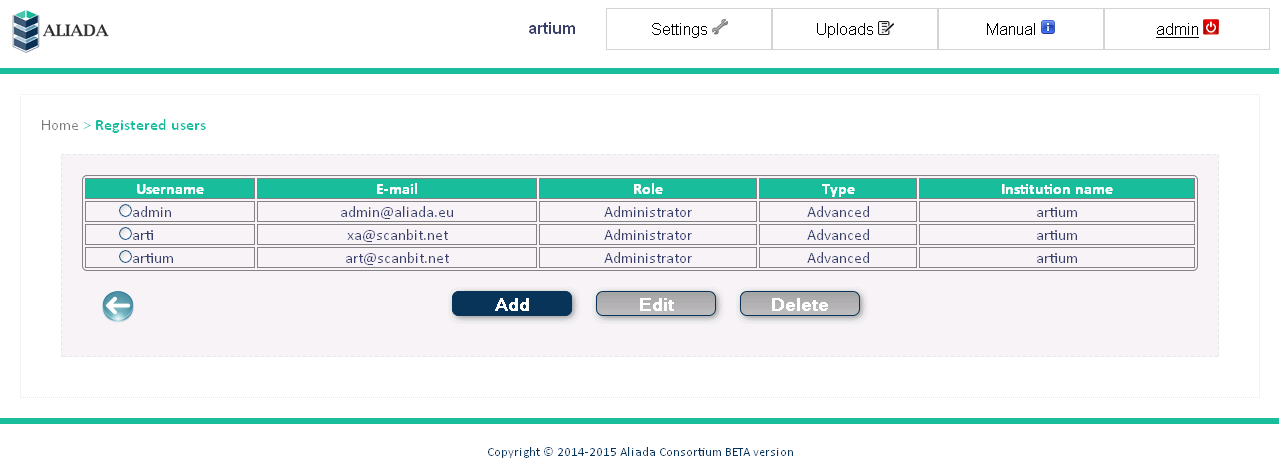 ALIADA artium Settings Uploads Manual admin
Home > Registered users
Username E-mail Role Type Institution name
admin admin@aliada.eu Administrator Advanced artium
arti xa@scanbit.net Administrator Advanced artium
artium art@scanbit.net Administrator Advanced artium
Add Edit Delete
Copyright © 2014-2015 Aliada Consortium BETA version